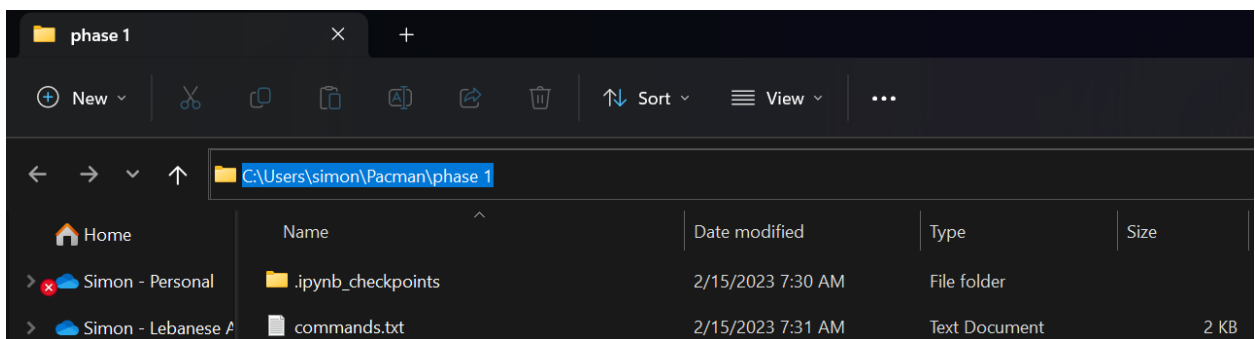 phase 1
New
Sort
View
C:\Users\simon\Pacman\phase 1
Home
Name
Date modified
Type
Size
Simon - Personal
.ipynb_checkpoints
2/15/2023 7:30 AM
File folder
Simon - Lebanese A
commands.txt
2/15/2023 7:31 AM
Text Document
2 KB